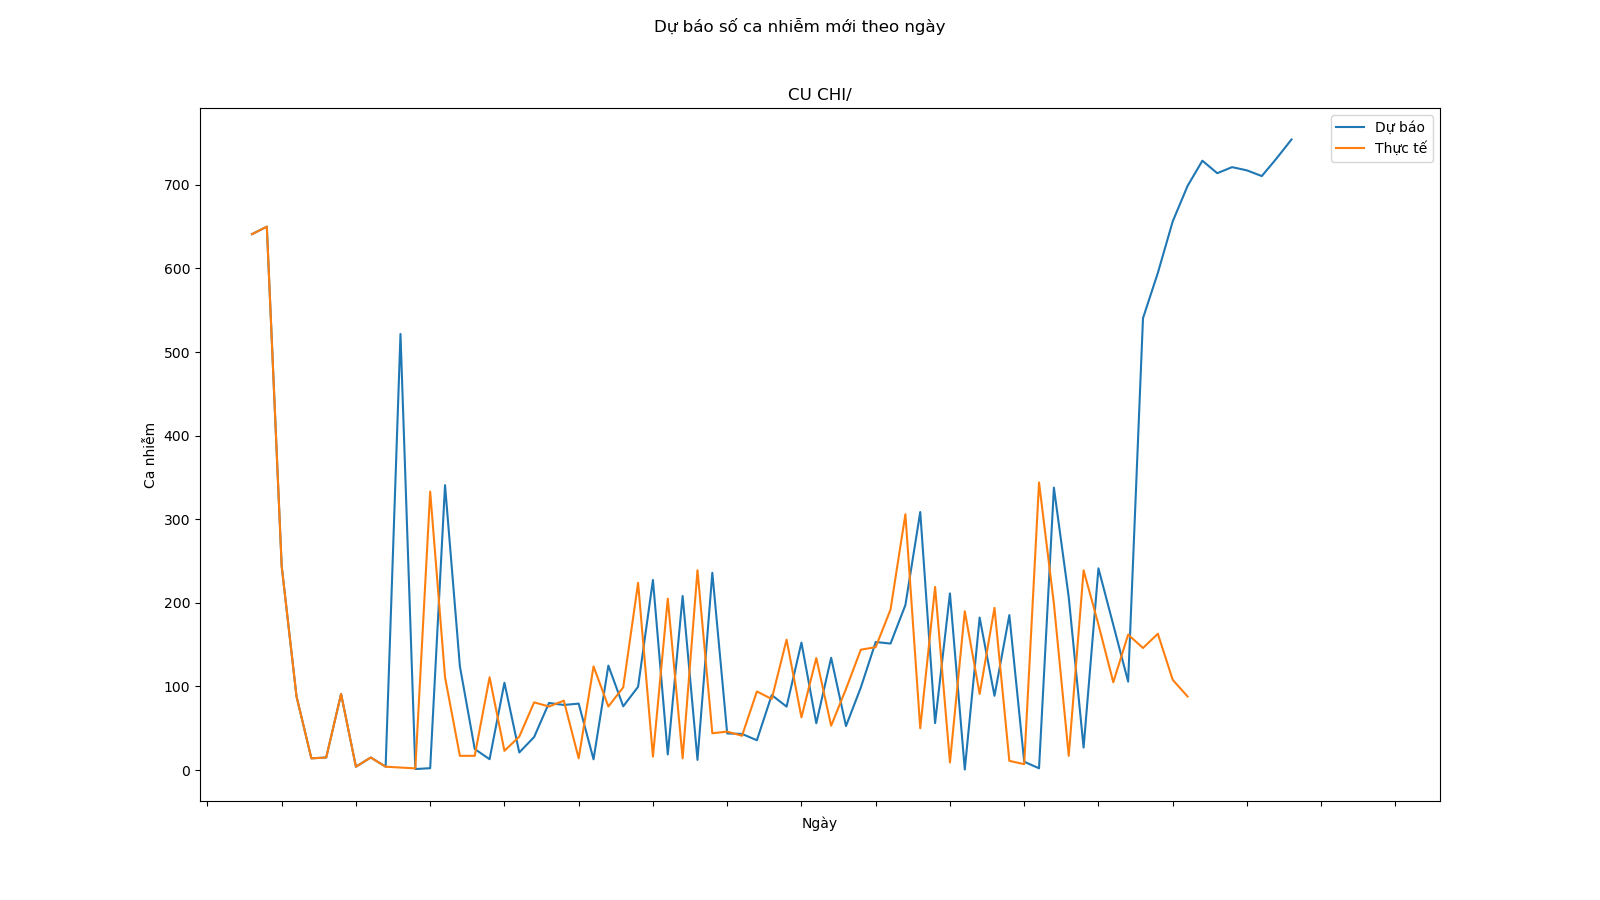 Dự báo số ca nhiễm mới theo ngày
CU CHI/
Dự báo
Thực tế
700
600
500
400
300
200
100
0
Ca nhiễm
Ngày